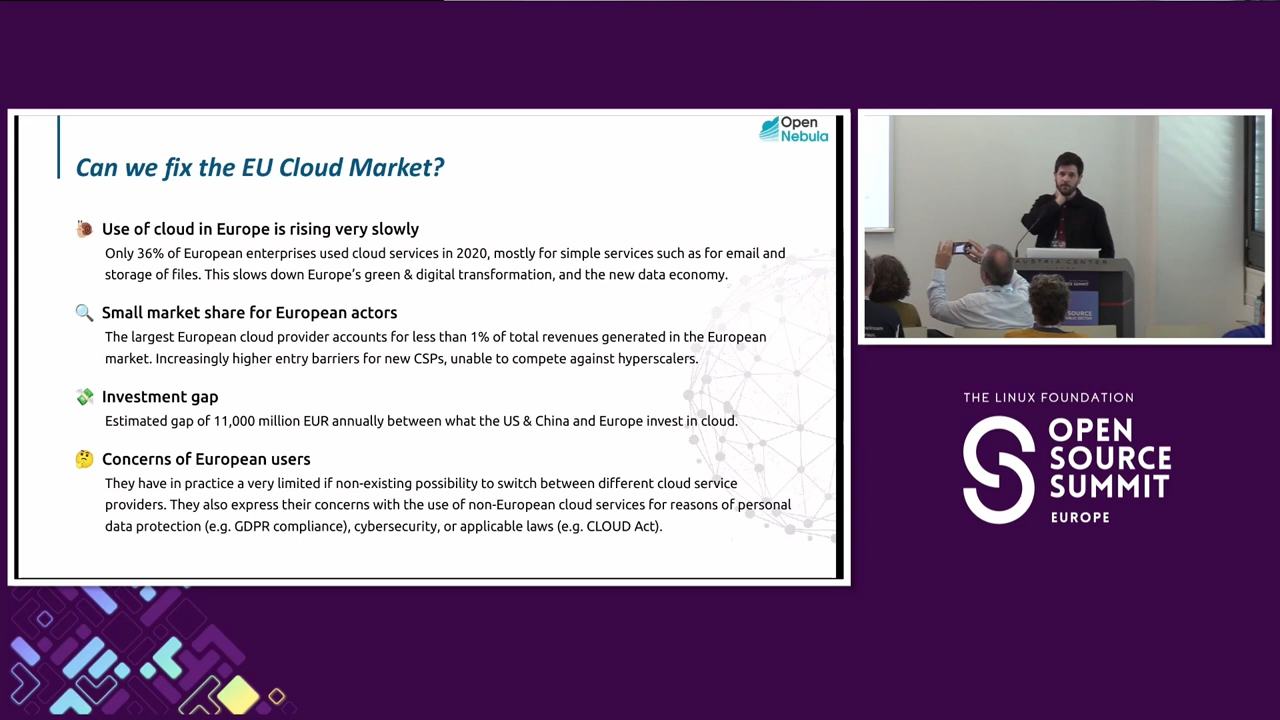 Open
Nebula
Can we fix the EU Cloud Market?
Use of cloud in Europe is rising very slowly
Only 36% of European enterprises used cloud services in 2020, mostly for simple services such as for email and
storage of files. This slows down Europe's green & digital transformation, and the new data economy.
Small market share for European actors
The largest European cloud provider accounts for less than 1% of total revenues generated in the European
market. Increasingly higher entry barriers for new CSPs, unable to compete against hyperscalers.
Investment gap
Estimated gap of 11,000 million EUR annually between what the US & China and Europe invest in cloud.
Concerns of European users
They have in practice a very limited if non-existing possibility to switch between different cloud service
providers. They also express their concerns with the use of non-European cloud services for reasons of personal
data protection (e.g. GDPR compliance), cybersecurity, or applicable laws (e.g. CLOUD Act).
AUSTRIA CENTER
SOURCE
THE LINUX FOUNDATION
OPEN
SOURCE
SUMMIT
EUROPE